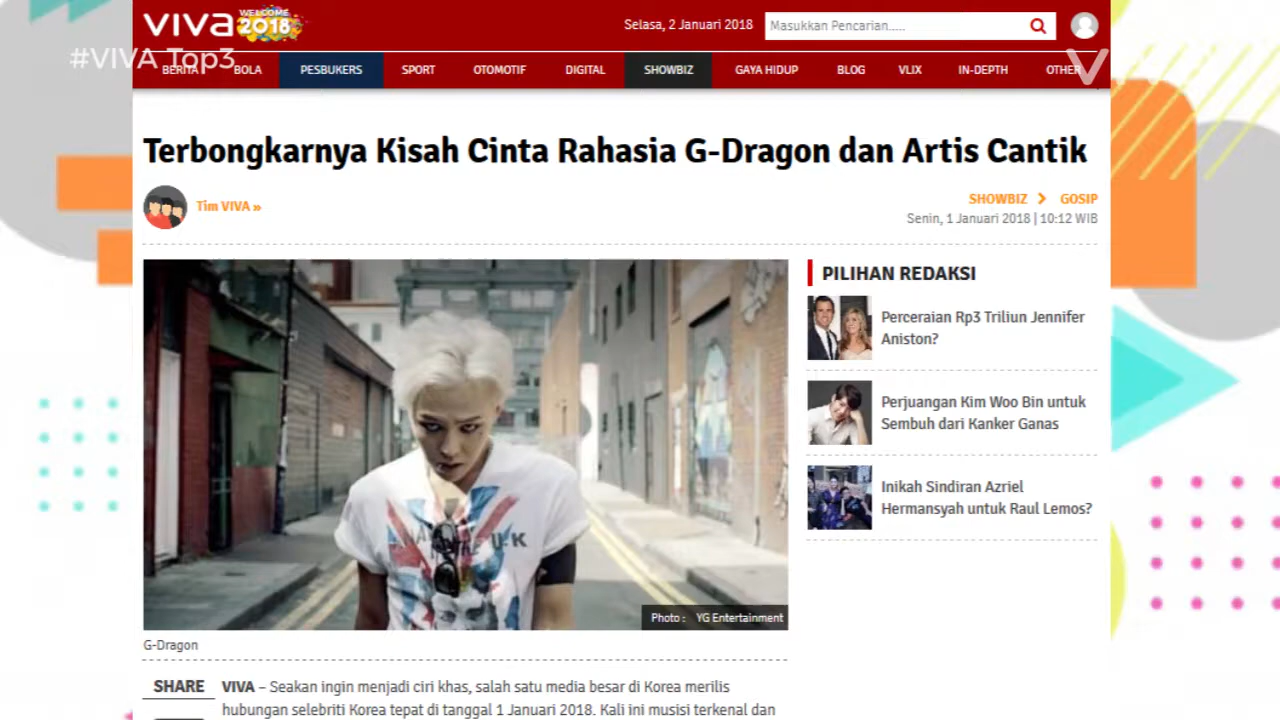 VIVA
WELCOME
2018
Selasa, 2 Januari 2018
Masukkan Pencarian.....
#VIVA Top3
BERITA
BOLA
PESBUKERS
SPORT
OTOMOTIF
DIGITAL
SHOWBIZ
GAYA HIDUP
BLOG
VLIX
IN-DEPTH
OTHER
Terbongkarnya Kisah Cinta Rahasia G-Dragon dan Artis Cantik
Tim VIVA »
SHOWBIZ > GOSIP
Senin, 1 Januari 2018 | 10:12 WIB
U.K
Photo : YG Entertainment
G-Dragon
PILIHAN REDAKSI
Perceraian Rp3 Triliun Jennifer
Aniston?
Perjuangan Kim Woo Bin untuk
Sembuh dari Kanker Ganas
Inikah Sindiran Azriel
Hermansyah untuk Raul Lemos?
SHARE
VIVA – Seakan ingin menjadi ciri khas, salah satu media besar di Korea merilis
hubungan selebriti Korea tepat di tanggal 1 Januari 2018. Kali ini musisi terkenal dan